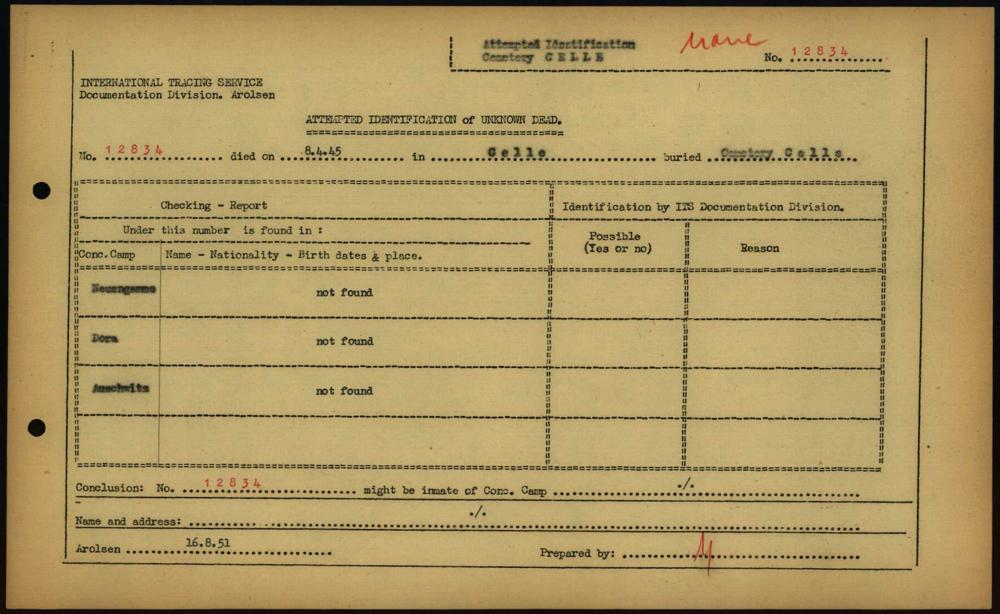 Attempted Identification
Cemetery CELLE
None
No. 12834
INTERNATIONAL TRACING SERVICE
Documentation Division. Arolsen
ATTEMPTED IDENTIFICATION of UNKNOWN DEAD.
No. 12834 died on 8.4.45 in Celle buried Cemetery Celle
Checking - Report
Identification by ITS Documentation Division.
Under this number is found in :
Possible
(Yes or no)
Reason
Conc.Camp
Name - Nationality - Birth dates & place.
Neuengamme not found
Dora not found
Auschwitz not found
Conclusion: No. 12834 might be inmate of Conc. Camp ./.
Name and address: ./.
Arolsen 16.8.51
Prepared by: